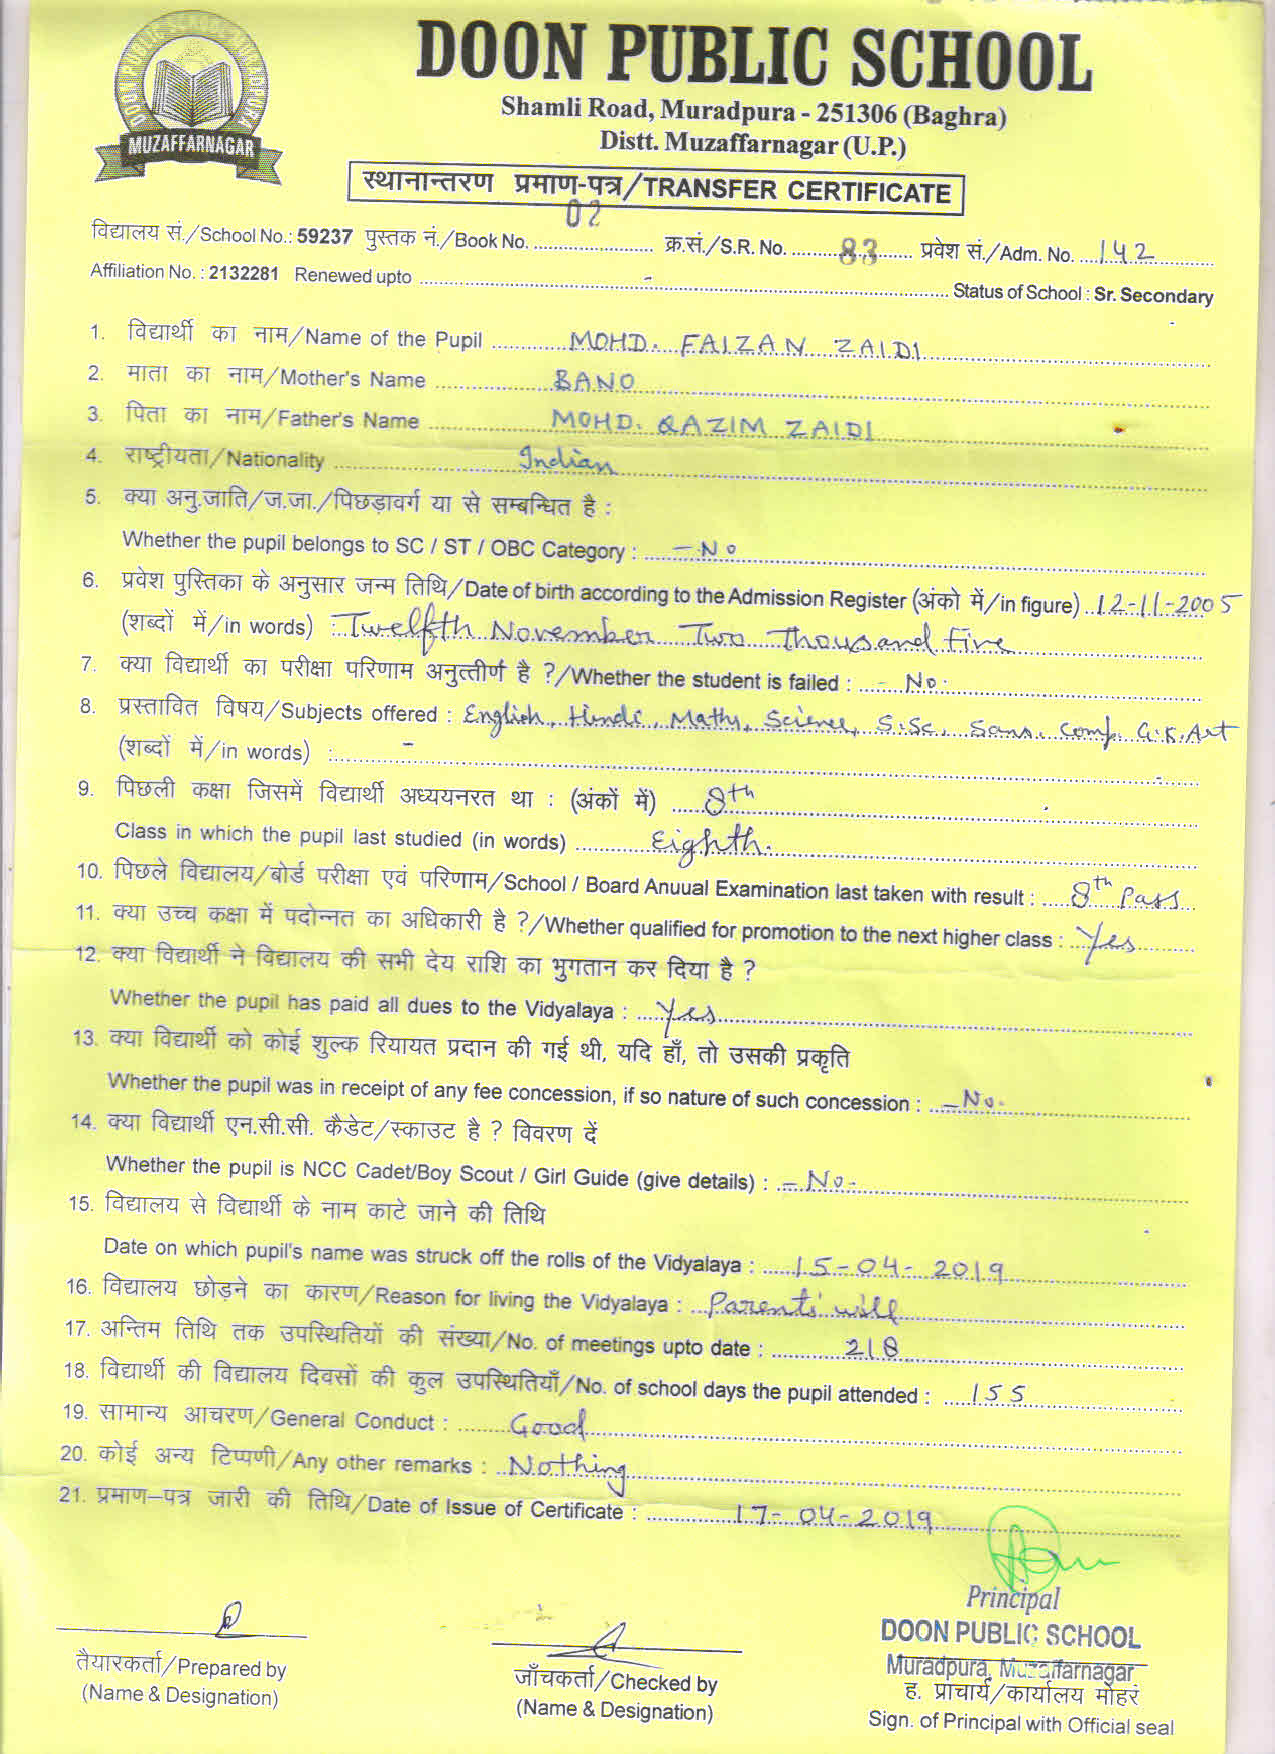 DOON PUBLIC SCHOOL MUZAFFARNAGAR
MUZAFFARNAGAR
DOON PUBLIC SCHOOL
Shamli Road, Muradpura - 251306 (Baghra)
Distt. Muzaffarnagar (U.P.)
स्थानान्तरण प्रमाण-पत्र/TRANSFER CERTIFICATE
विद्यालय सं./School No.: 59237 पुस्तक नं./Book No. 02 क्र.सं./S.R. No. 83 प्रवेश सं./Adm. No. 142
Affiliation No. : 2132281 Renewed upto - Status of School : Sr. Secondary
1. विद्यार्थी का नाम/Name of the Pupil MOHD. FAIZAN ZAIDI
2. माता का नाम/Mother's Name BANO
3. पिता का नाम/Father's Name MOHD. QAZIM ZAIDI
4. राष्ट्रीयता/Nationality Indian
5. क्या अनु.जाति/ज.जा./पिछड़ावर्ग या से सम्बन्धित है :
Whether the pupil belongs to SC / ST / OBC Category : - No
6. प्रवेश पुस्तिका के अनुसार जन्म तिथि/Date of birth according to the Admission Register (अंको में/in figure) 12-11-2005
(शब्दों में/in words) Twelfth November Two Thousand five
7. क्या विद्यार्थी का परीक्षा परिणाम अनुत्तीर्ण है ?/Whether the student is failed : - No.
8. प्रस्तावित विषय/Subjects offered : English, Hindi, Maths, Science, S.Sc, Sans. Comp. G.K. Art
(शब्दों में/in words) : -
9. पिछली कक्षा जिसमें विद्यार्थी अध्ययनरत था : (अंकों में) 8th
Class in which the pupil last studied (in words) Eighth.
10. पिछले विद्यालय/बोर्ड परीक्षा एवं परिणाम/School / Board Anuual Examination last taken with result : 8th Pass
11. क्या उच्च कक्षा में पदोन्नत का अधिकारी है ?/Whether qualified for promotion to the next higher class : Yes
12. क्या विद्यार्थी ने विद्यालय की सभी देय राशि का भुगतान कर दिया है ?
Whether the pupil has paid all dues to the Vidyalaya : Yes
13. क्या विद्यार्थी को कोई शुल्क रियायत प्रदान की गई थी, यदि हाँ, तो उसकी प्रकृति
Whether the pupil was in receipt of any fee concession, if so nature of such concession : - No.
14. क्या विद्यार्थी एन.सी.सी. कैडेट/स्काउट है ? विवरण दें
Whether the pupil is NCC Cadet/Boy Scout / Girl Guide (give details) : - No -
15. विद्यालय से विद्यार्थी के नाम काटे जाने की तिथि
Date on which pupil's name was struck off the rolls of the Vidyalaya : 15-04-2019
16. विद्यालय छोड़ने का कारण/Reason for living the Vidyalaya : Parents' will
17. अन्तिम तिथि तक उपस्थितियों की संख्या/No. of meetings upto date : 218
18. विद्यार्थी की विद्यालय दिवसों की कुल उपस्थितियाँ/No. of school days the pupil attended : 155
19. सामान्य आचरण/General Conduct : Good
20. कोई अन्य टिप्पणी/Any other remarks : Nothing
21. प्रमाण–पत्र जारी की तिथि/Date of Issue of Certificate : 17-04-2019
Principal
DOON PUBLIC SCHOOL
Muradpura, Muzaffarnagar
तैयारकर्ता/Prepared by
(Name & Designation)
जाँचकर्ता/Checked by
(Name & Designation)
ह. प्राचार्य/कार्यालय मोहर
Sign. of Principal with Official seal